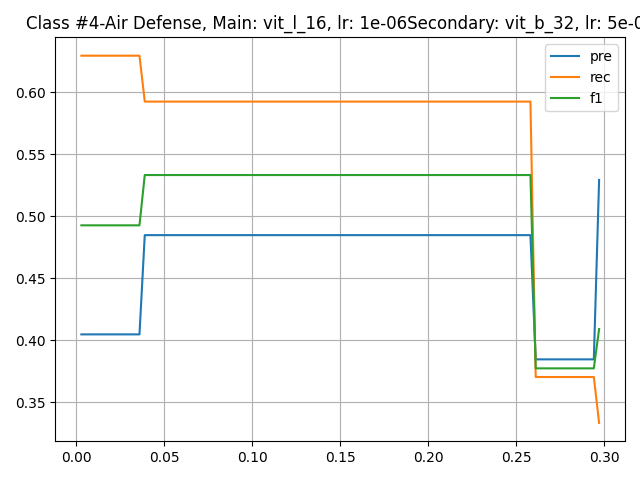 Class #4-Air Defense, Main: vit_l_16, lr: 1e-06Secondary: vit_b_32, lr: 5e-0
pre
rec
f1
0.60
0.55
0.50
0.45
0.40
0.35
0.00 0.05 0.10 0.15 0.20 0.25 0.30